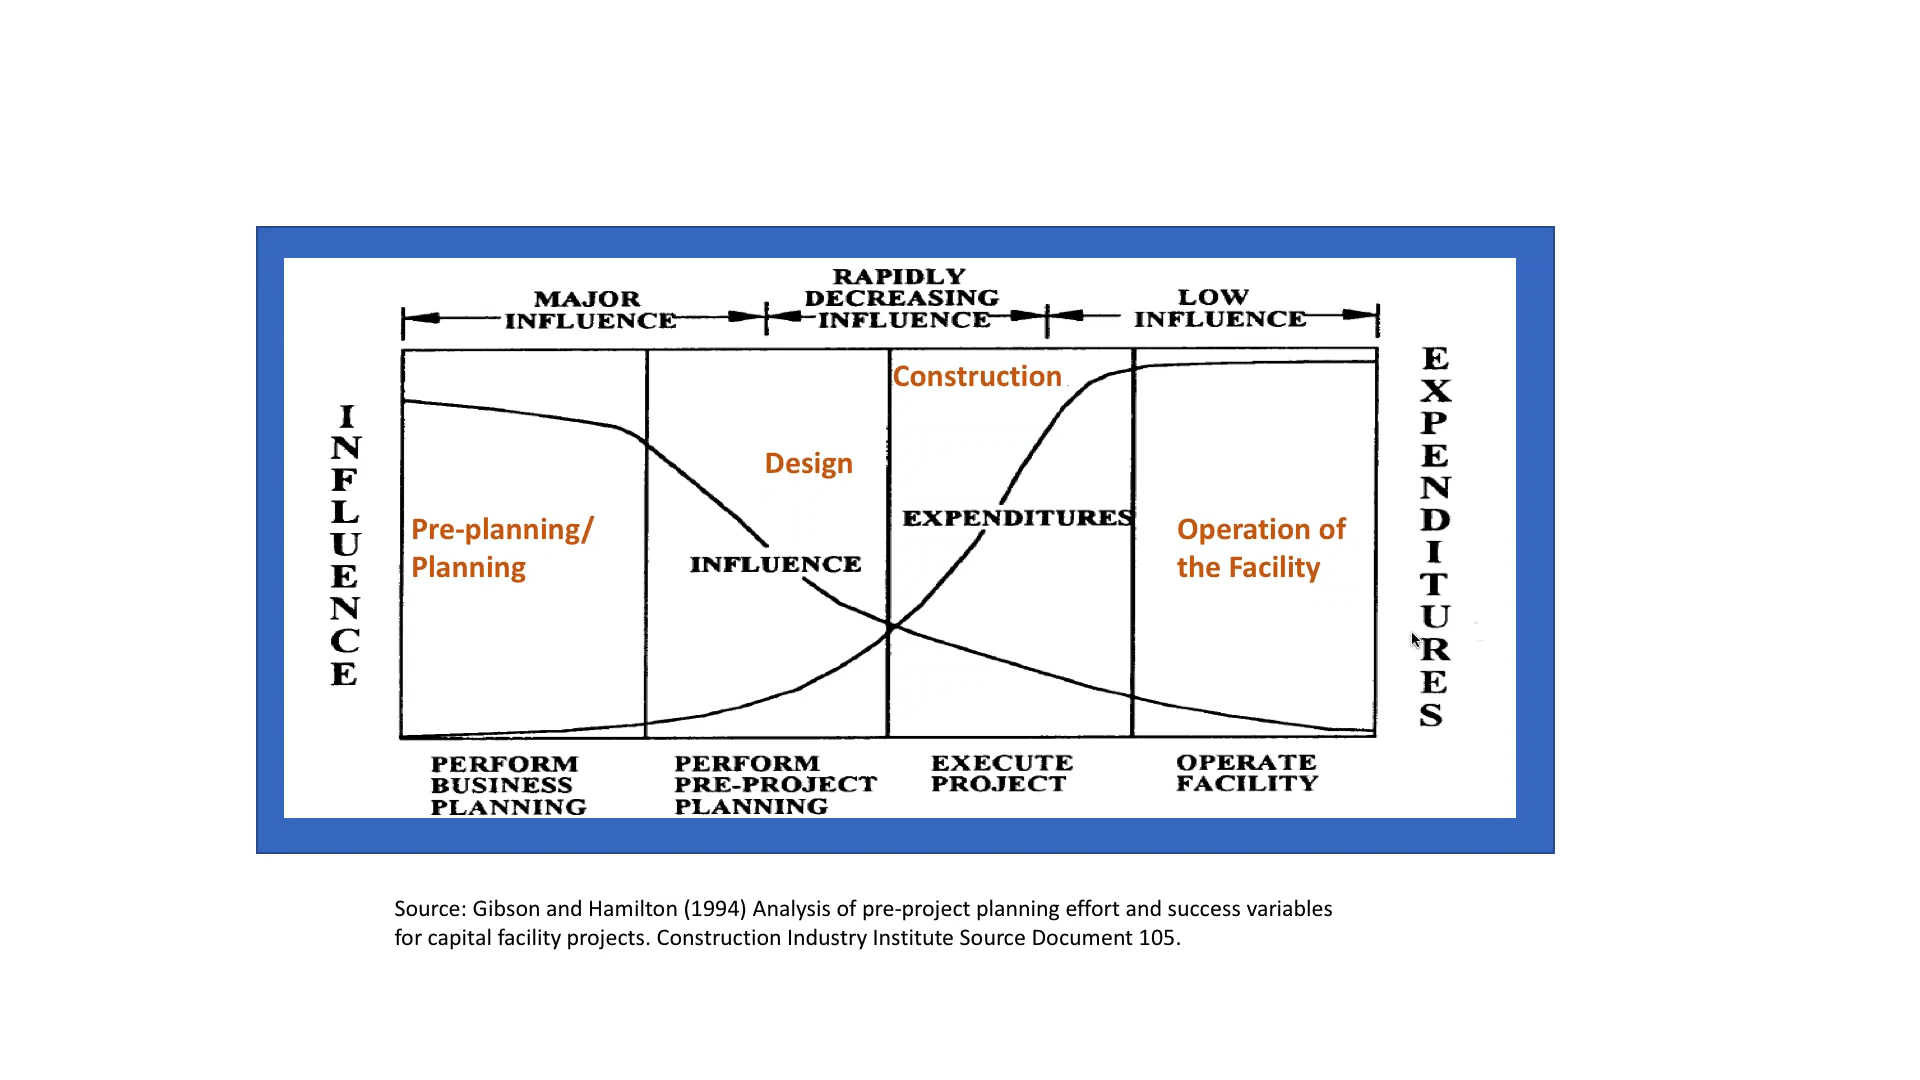 MAJOR
INFLUENCE
RAPIDLY
DECREASING
INFLUENCE
LOW
INFLUENCE
INFLUENCE
EXPENDITURES
Construction
Design
Pre-planning/
Planning
INFLUENCE
EXPENDITURES
Operation of
the Facility
PERFORM
BUSINESS
PLANNING
PERFORM
PRE-PROJECT
PLANNING
EXECUTE
PROJECT
OPERATE
FACILITY
Source: Gibson and Hamilton (1994) Analysis of pre-project planning effort and success variables
for capital facility projects. Construction Industry Institute Source Document 105.